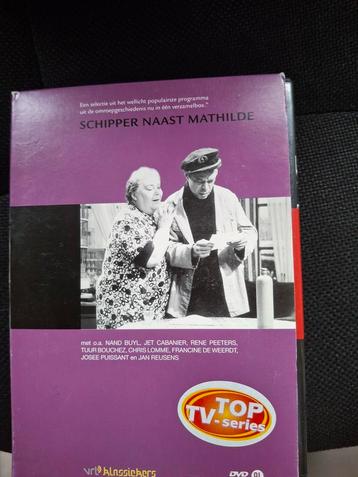 Een selectie uit het wellicht populairste programma
uit de omroepgeschiedenis nu in één verzamelbox."
SCHIPPER NAAST MATHILDE
met o.a. NAND BUYL, JET CABANIER, RENE PEETERS,
TUUR BOUCHEZ, CHRIS LOMME, FRANCINE DE WEERDT,
JOSEE PUISSANT en JAN REUSENS
TOP
TV-series
vrt klassiekers
DVD